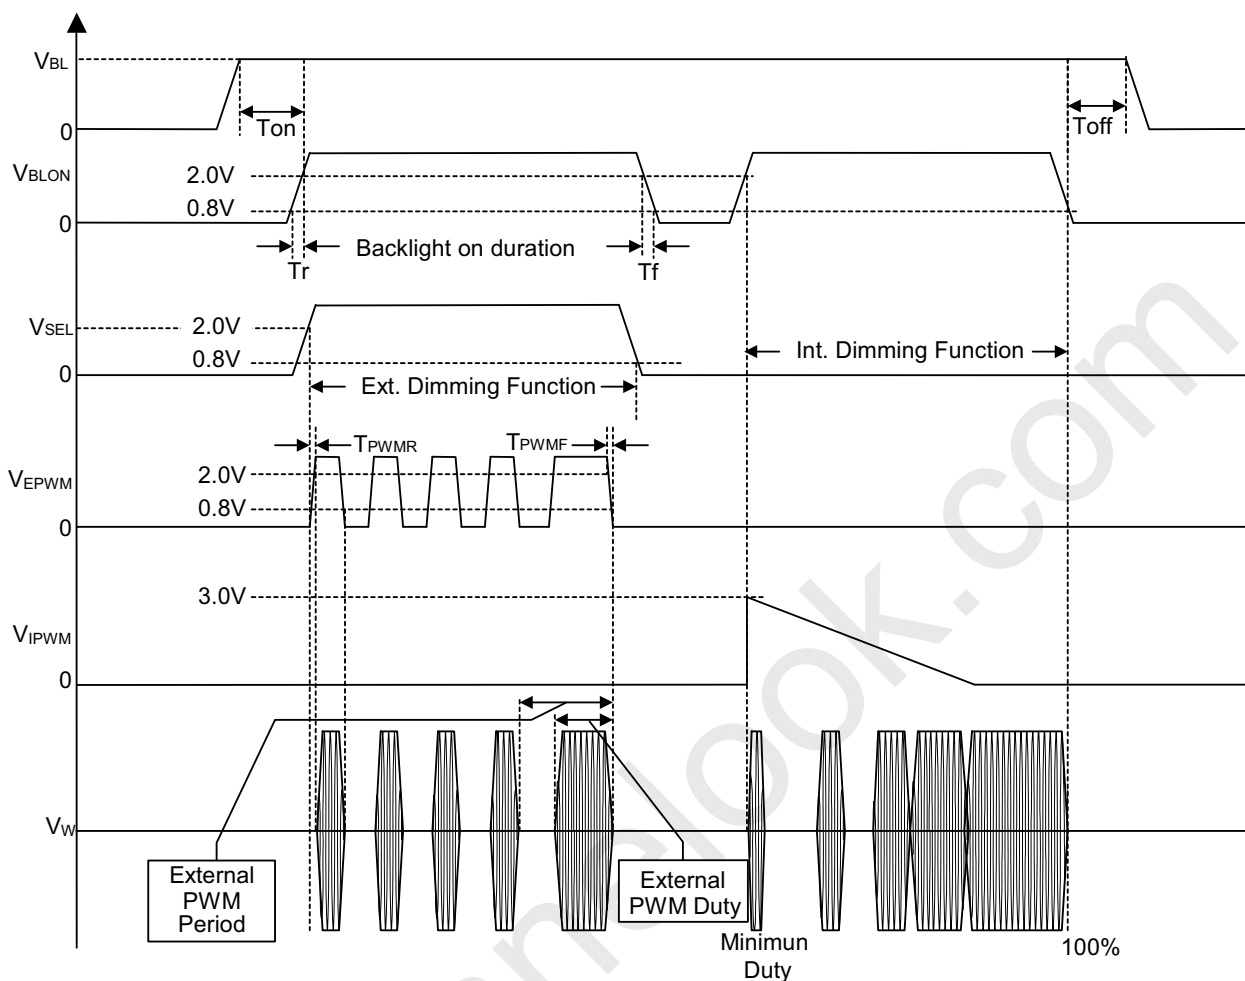 VBL
0
Ton
Toff
VBLON
2.0V
0.8V
0
Backlight on duration
Tr
Tf
VSEL
2.0V
0.8V
0
Int. Dimming Function
Ext. Dimming Function
TPWMR
TPWMF
VEPWM
2.0V
0.8V
0
3.0V
VIPWM
0
VW
External
PWM
Period
External
PWM Duty
Minimun
Duty
100%